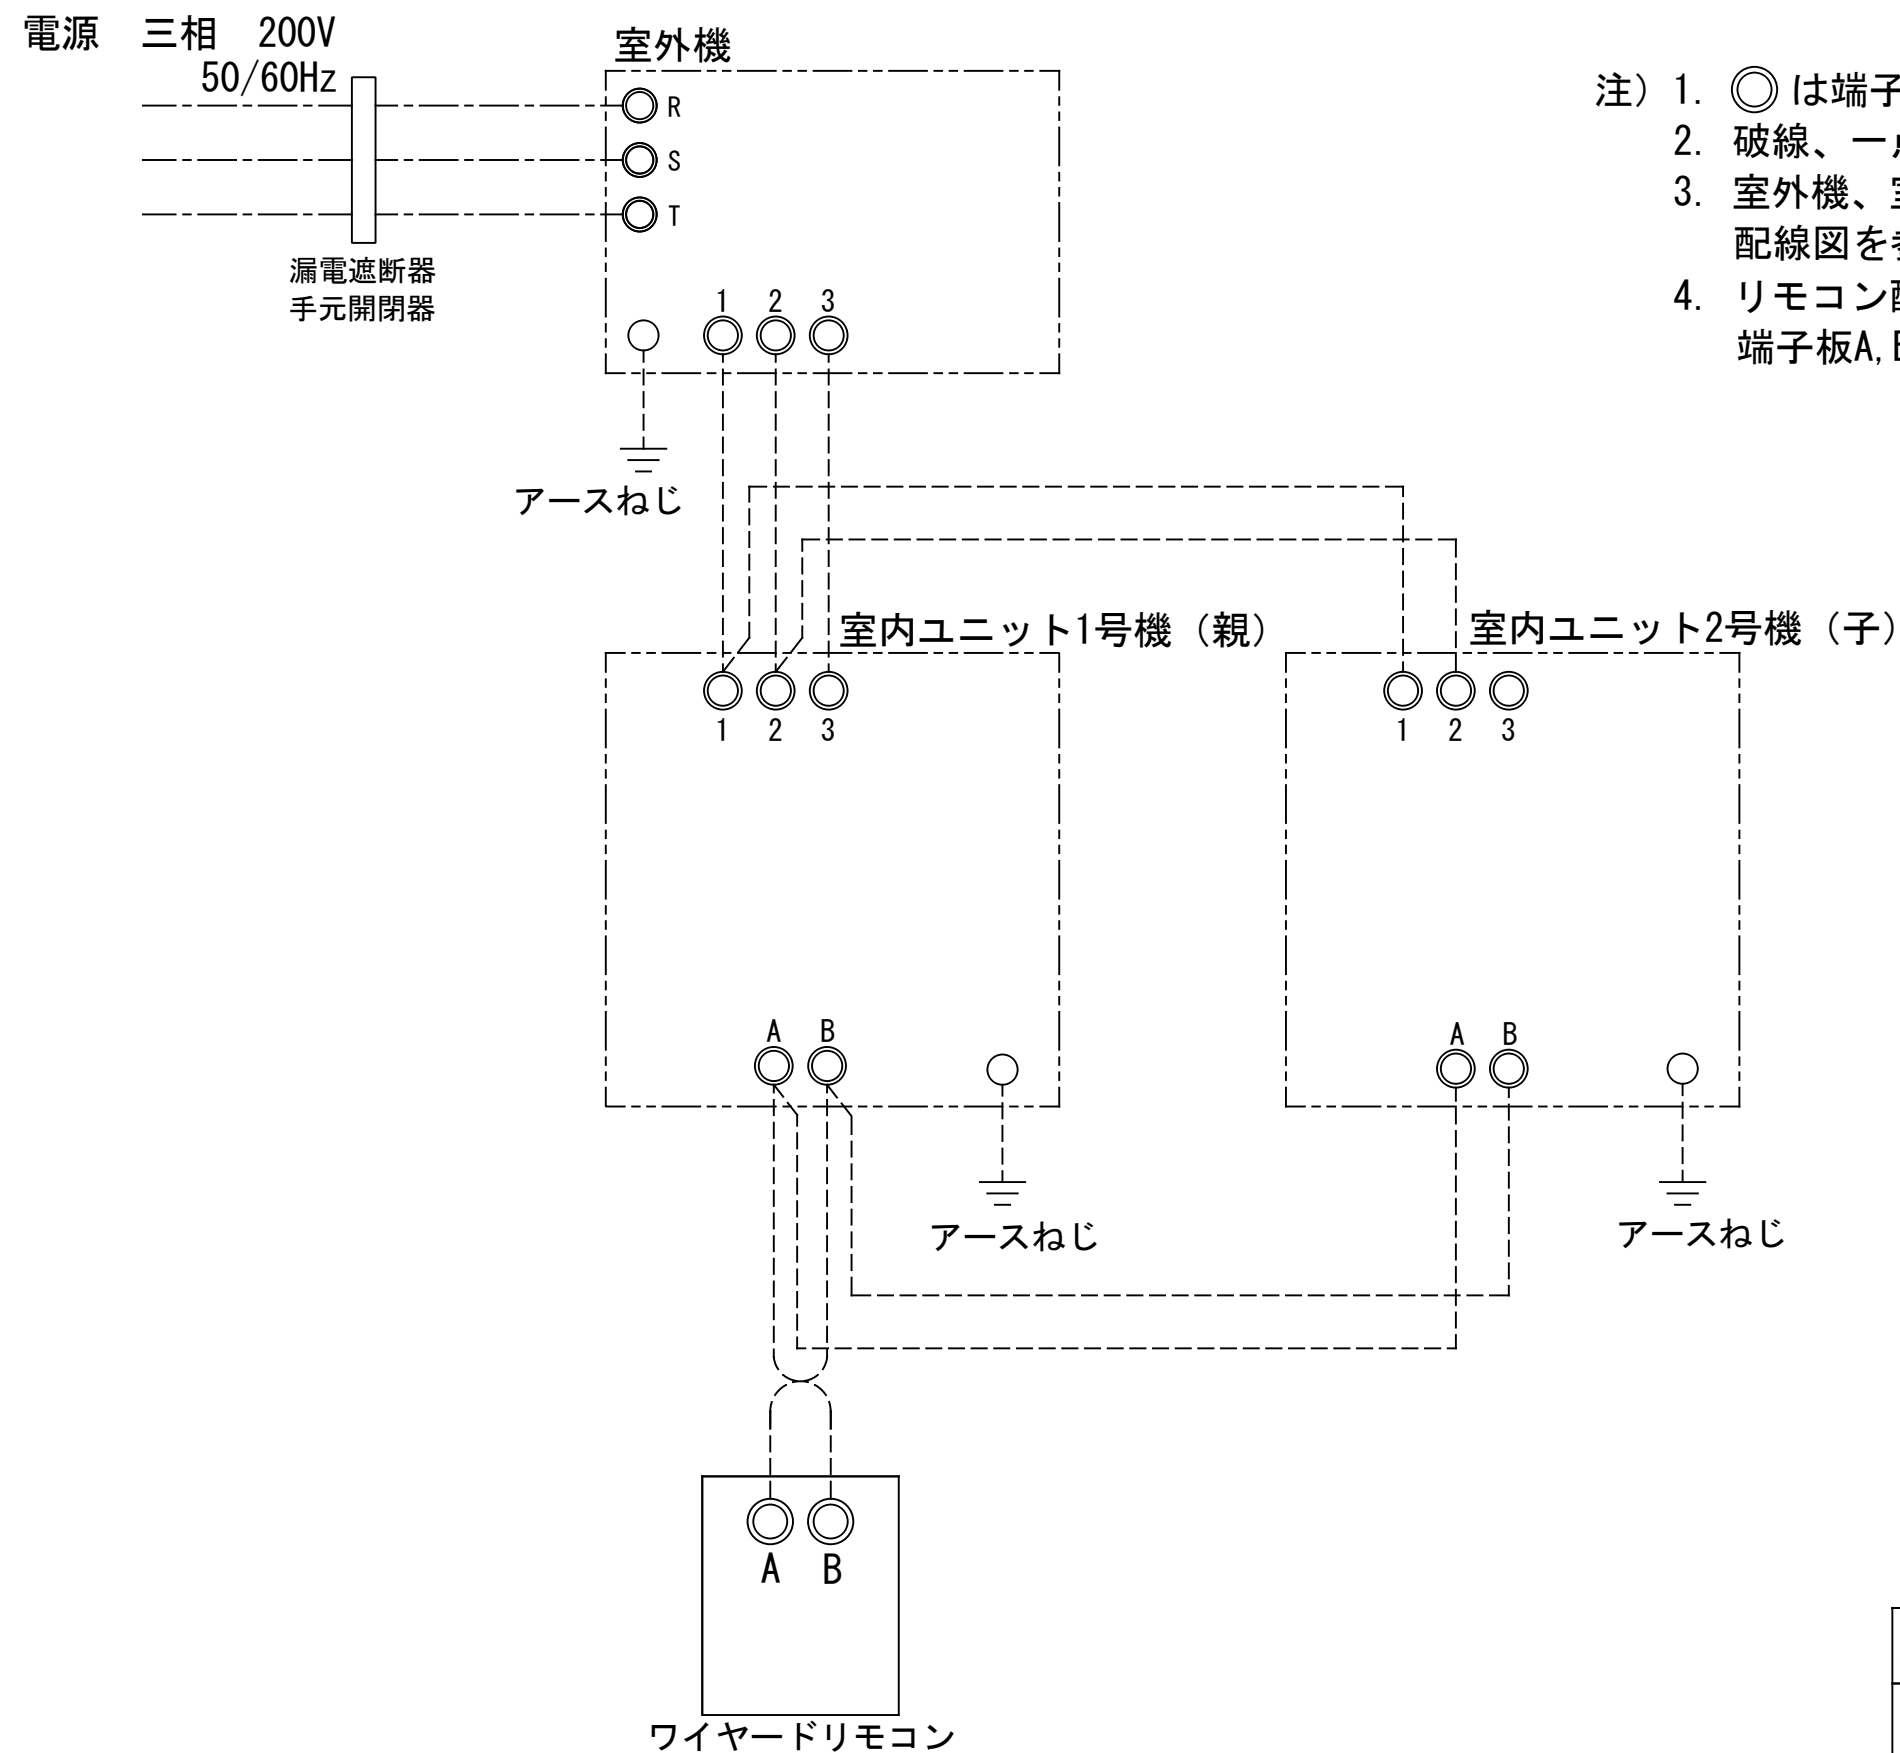 電源　三相　200V
50/60Hz
漏電遮断器
手元開閉器
室外機
R
S
T
1 2 3
アースねじ
注）1. ◎は端子
2. 破線、一
3. 室外機、
配線図を
4. リモコン
端子板A,
室内ユニット1号機（親）
1 2 3
A B
アースねじ
室内ユニット2号機（子）
1 2 3
A B
アースねじ
A B
ワイヤードリモコン